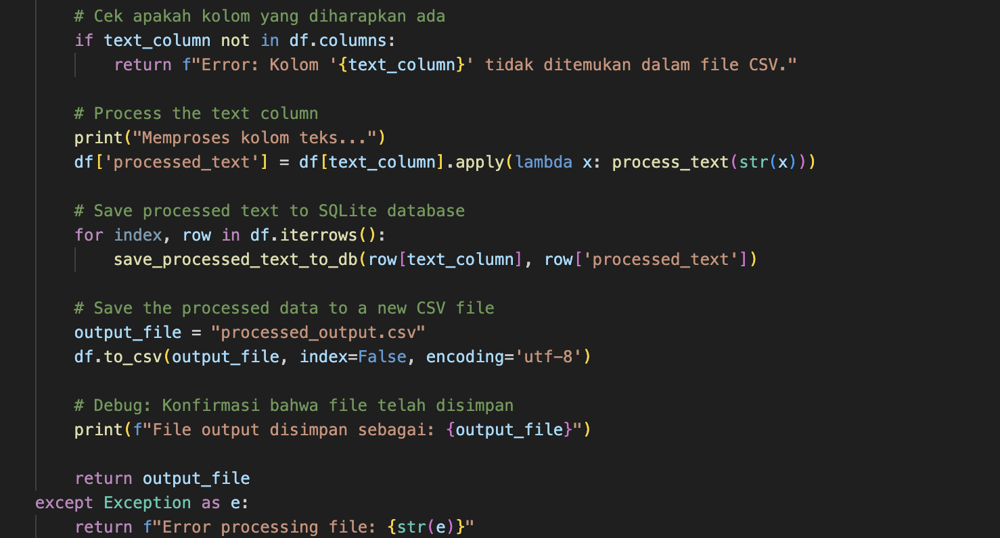 # Cek apakah kolom yang diharapkan ada
if text_column not in df.columns:
return f"Error: Kolom '{text_column}' tidak ditemukan dalam file CSV."
# Process the text column
print("Memproses kolom teks...")
df['processed_text'] = df[text_column].apply(lambda x: process_text(str(x)))
# Save processed text to SQLite database
for index, row in df.iterrows():
save_processed_text_to_db(row[text_column], row['processed_text'])
# Save the processed data to a new CSV file
output_file = "processed_output.csv"
df.to_csv(output_file, index=False, encoding='utf-8')
# Debug: Konfirmasi bahwa file telah disimpan
print(f"File output disimpan sebagai: {output_file}")
return output_file
except Exception as e:
return f"Error processing file: {str(e)}"